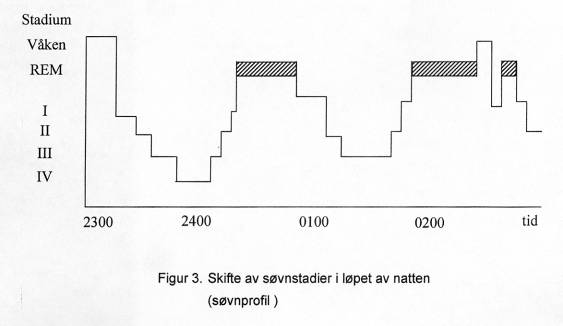 Stadium
Våken
REM
I
II
III
IV
2300 2400 0100 0200 tid
Figur 3. Skifte av søvnstadier i løpet av natten
(søvnprofil )